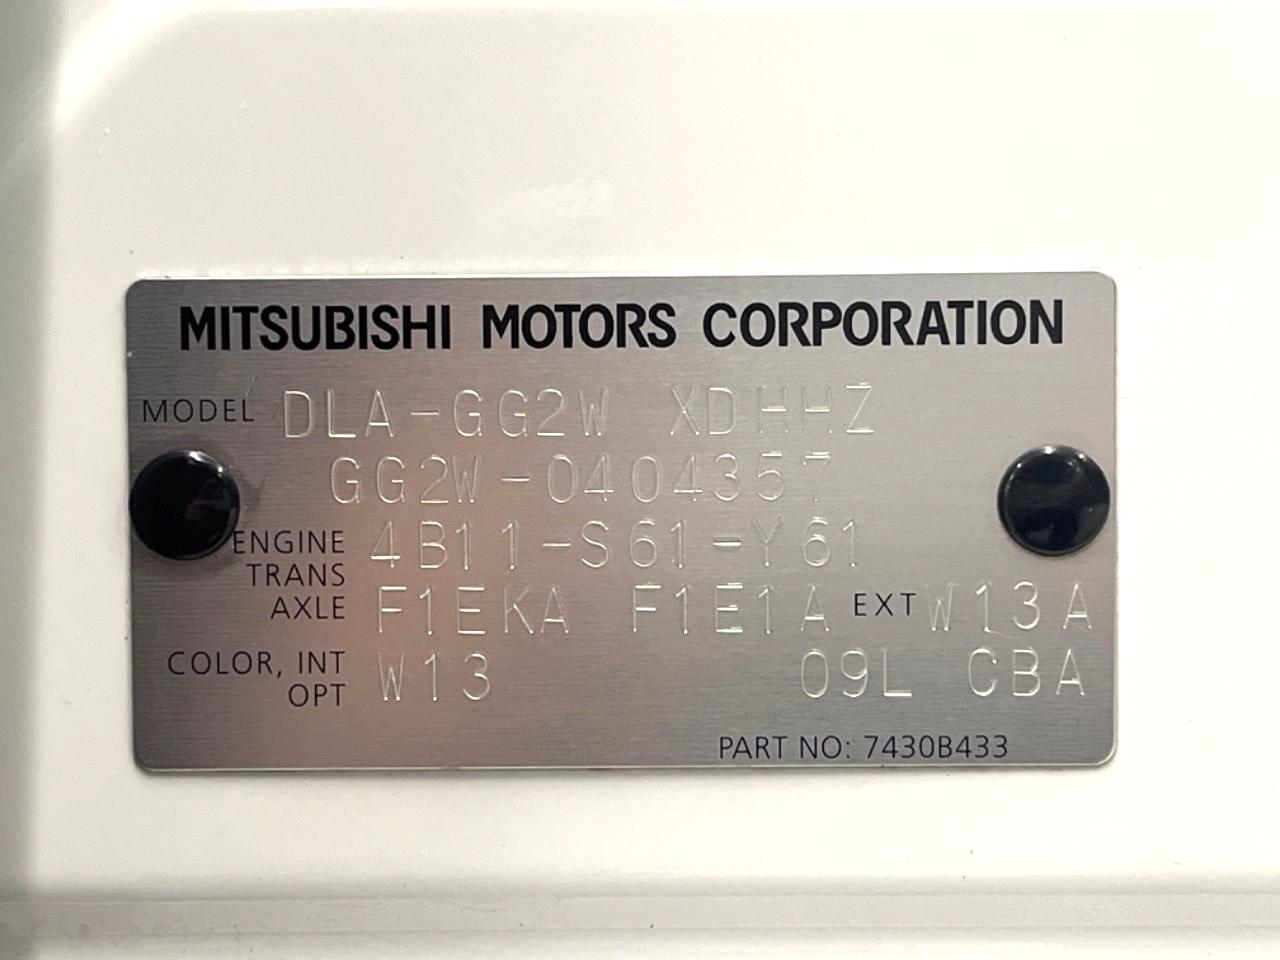 MITSUBISHI MOTORS CORPORATION
MODEL DLA-GG2W XDHHZ
GG2W-0404357
ENGINE 4B11-S61-Y61
TRANS
AXLE F1EKA F1E1A EXT W13A
COLOR, INT W13 09L CBA
OPT
PART NO: 7430B433